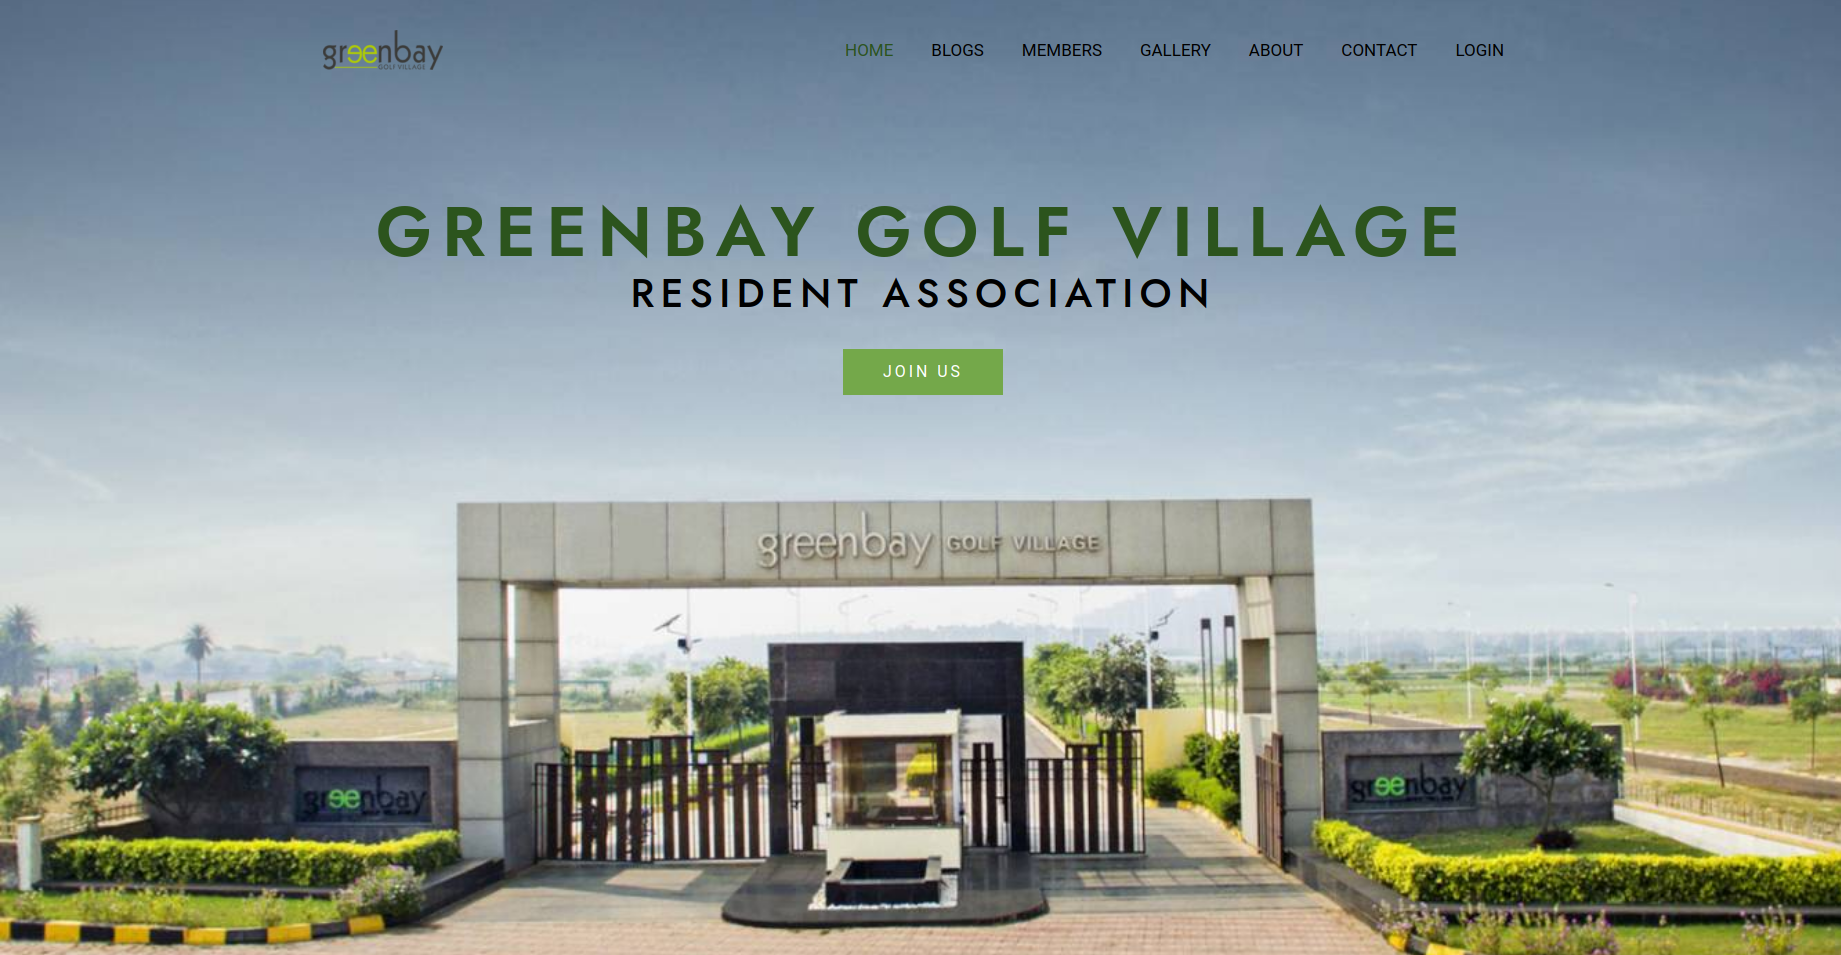 greenbay
GOLF VILLAGE
HOME BLOGS MEMBERS GALLERY ABOUT CONTACT LOGIN
GREENBAY GOLF VILLAGE
RESIDENT ASSOCIATION
JOIN US
greenbay GOLF VILLAGE
greenbay
greenbay